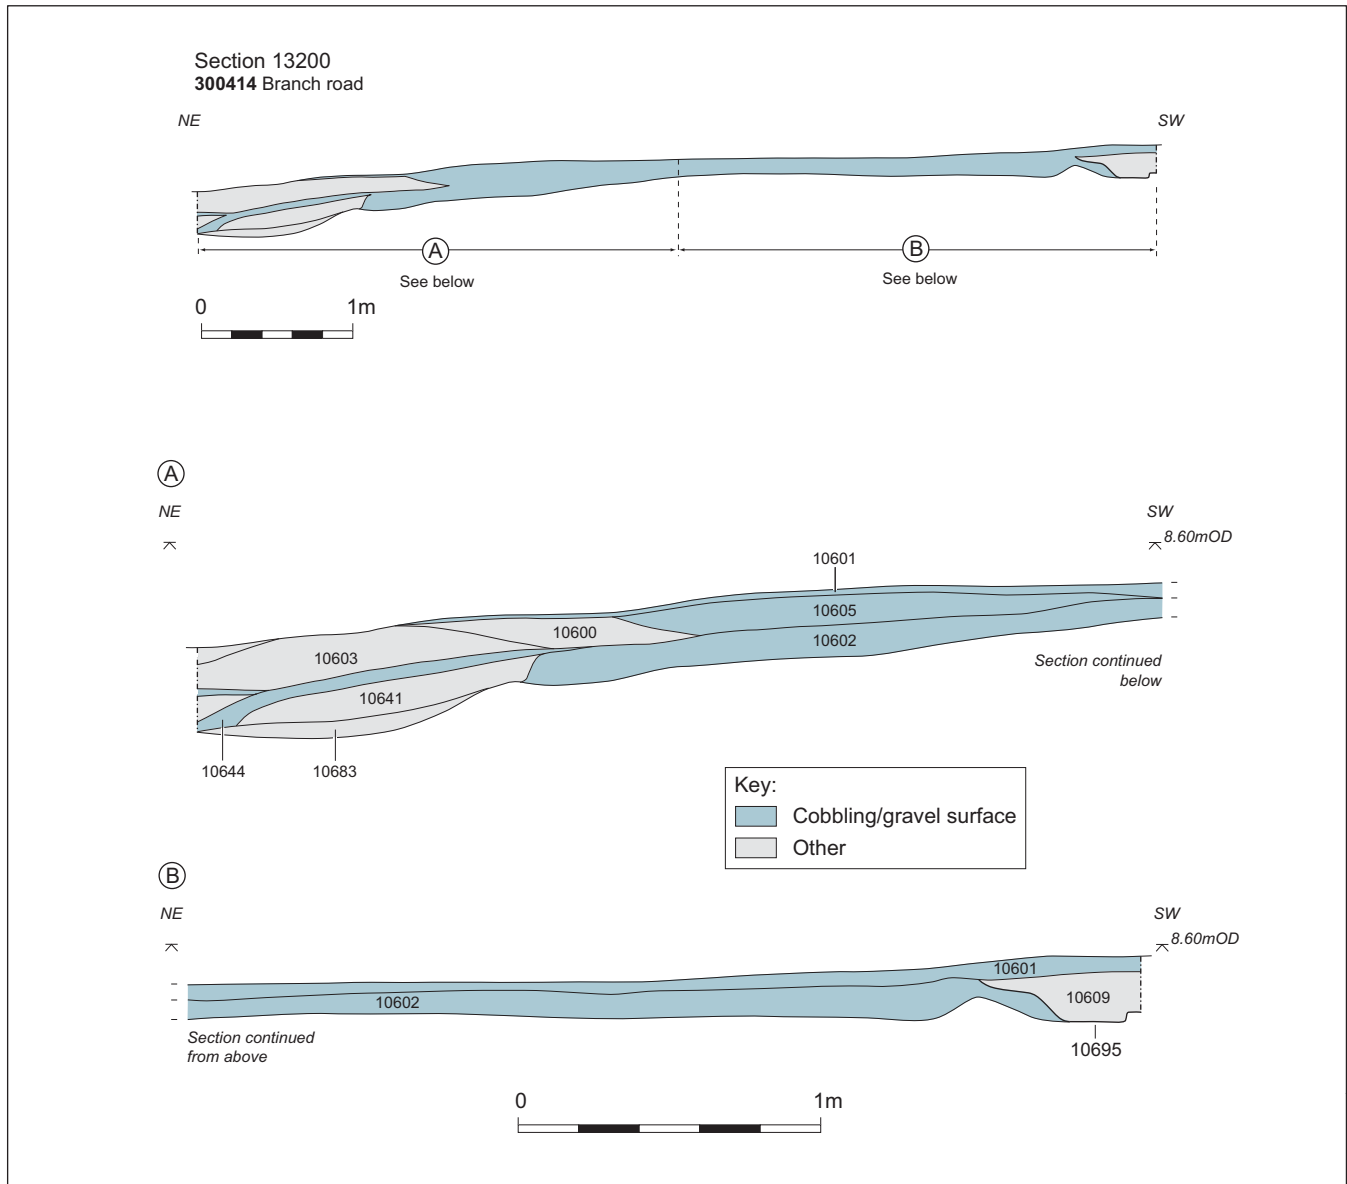 Section 13200
300414 Branch road
NE
SW
A
B
See below
See below
0 1m
A
NE
SW
8.60mOD
10601
10605
10600
10602
10603
10641
Section continued
below
10644
10683
Key:
Cobbling/gravel surface
Other
B
NE
SW
8.60mOD
10601
10602
10609
Section continued
from above
10695
0 1m